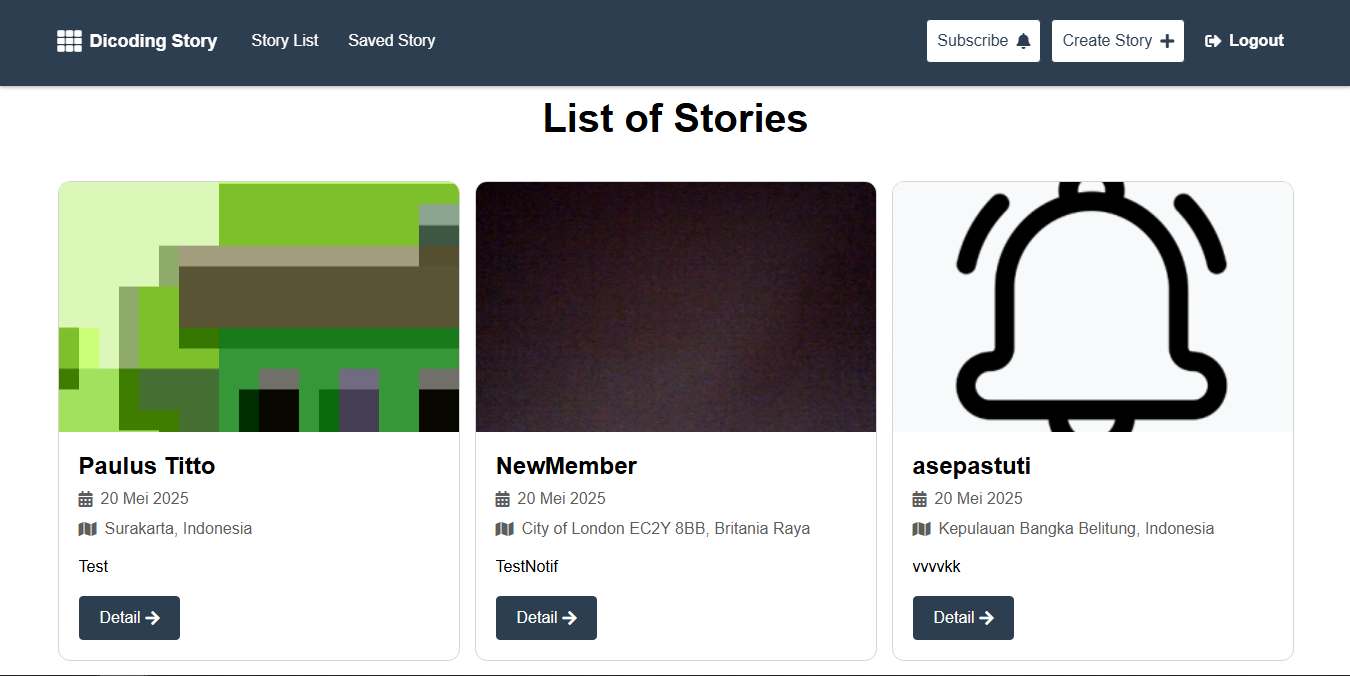 Dicoding Story Story List Saved Story Subscribe Create Story Logout
List of Stories
Paulus Titto
20 Mei 2025
Surakarta, Indonesia
Test
Detail
NewMember
20 Mei 2025
City of London EC2Y 8BB, Britania Raya
TestNotif
Detail
asepastuti
20 Mei 2025
Kepulauan Bangka Belitung, Indonesia
vvvvkk
Detail